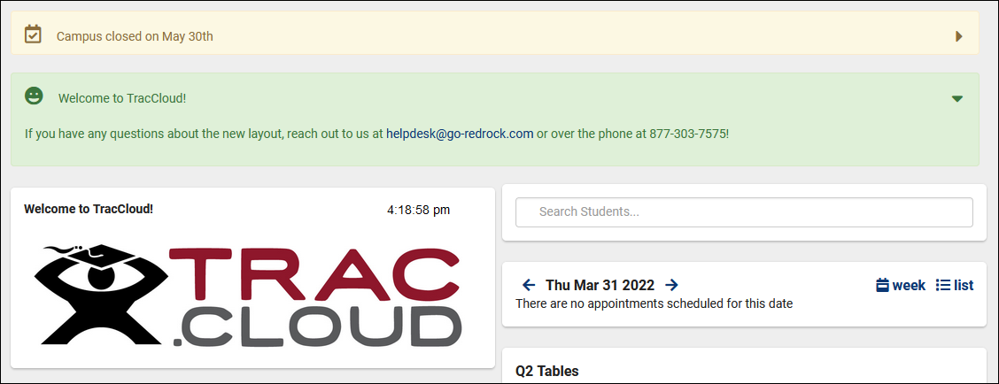 Campus closed on May 30th
Welcome to TracCloud!
If you have any questions about the new layout, reach out to us at helpdesk@go-redrock.com or over the phone at 877-303-7575!
Welcome to TracCloud! 4:18:58 pm
TRAC
.CLOUD
Search Students...
Thu Mar 31 2022 week list
There are no appointments scheduled for this date
Q2 Tables